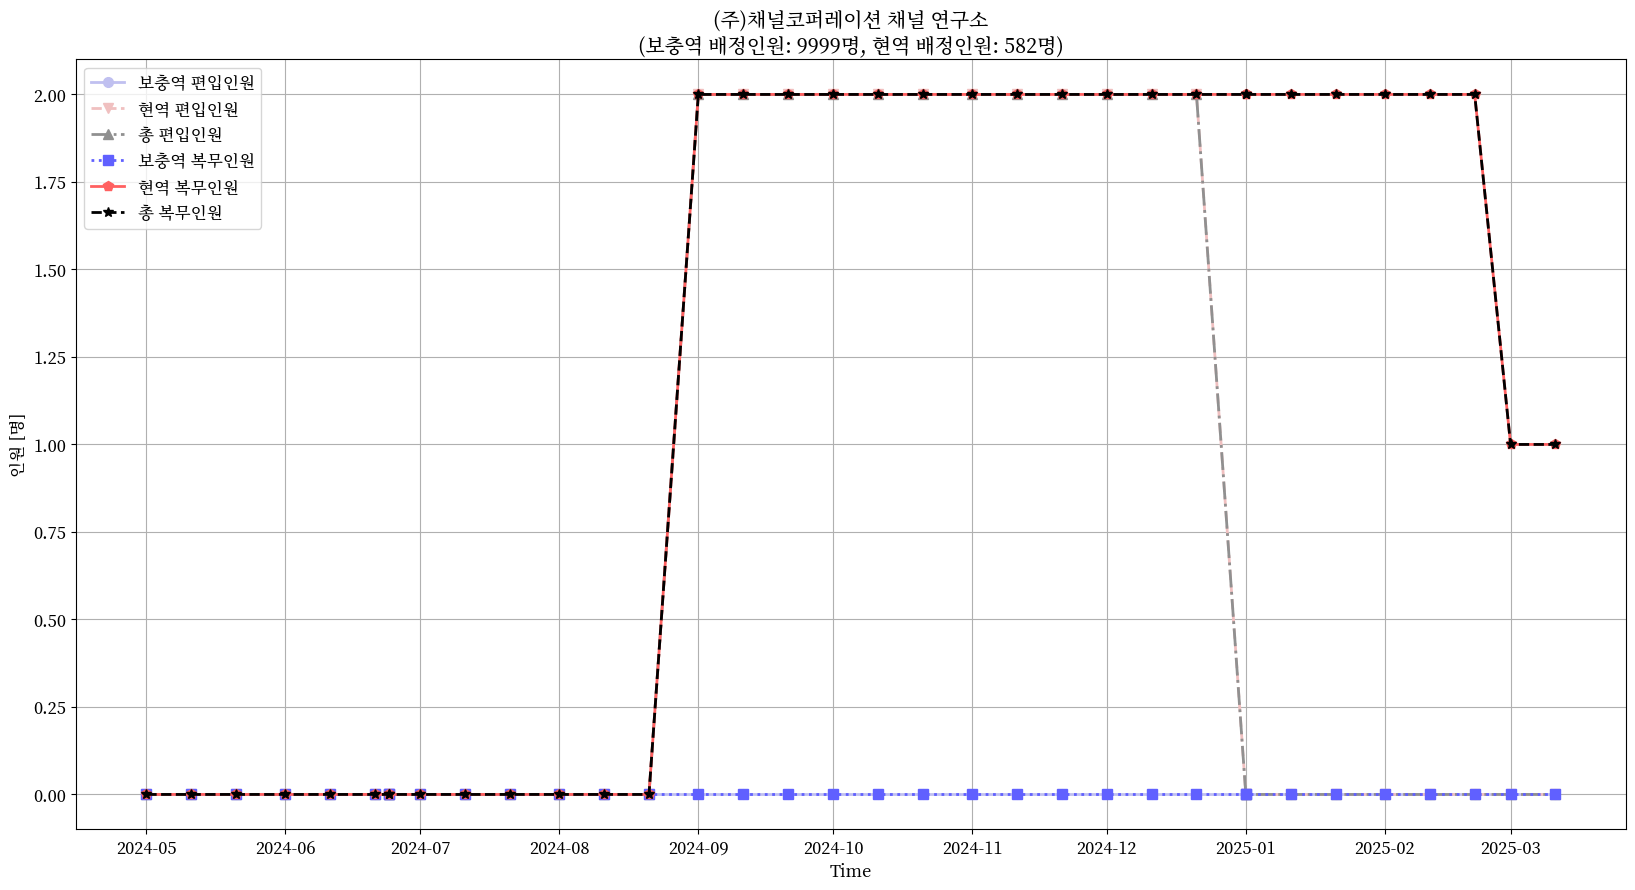 (주)채널코퍼레이션 채널 연구소
(보충역 배정인원: 9999명, 현역 배정인원: 582명)
보충역 편입인원
현역 편입인원
총 편입인원
보충역 복무인원
현역 복무인원
총 복무인원
2.00
1.75
1.50
1.25
1.00
0.75
0.50
0.25
0.00
인원 [명]
2024-05 2024-06 2024-07 2024-08 2024-09 2024-10 2024-11 2024-12 2025-01 2025-02 2025-03
Time